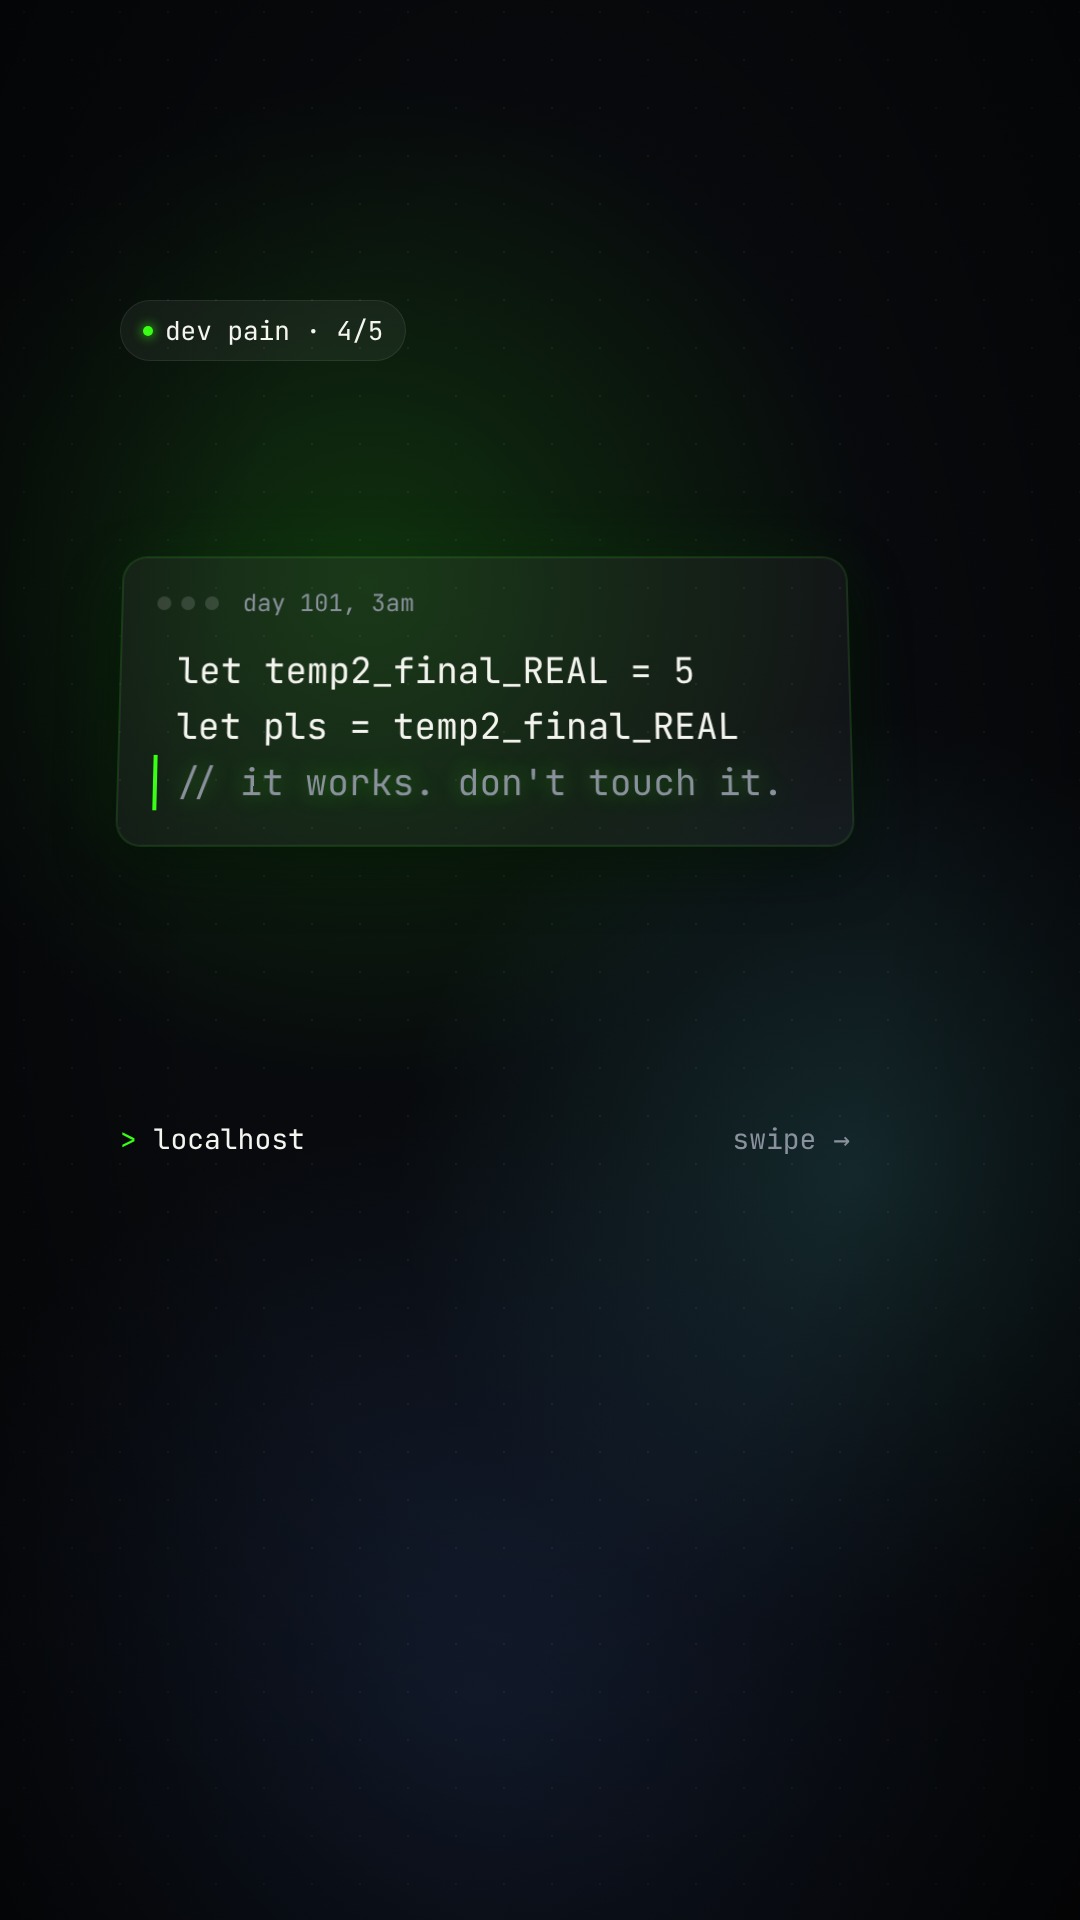 dev pain · 4/5
day 101, 3am
let temp2_final_REAL = 5
let pls = temp2_final_REAL
// it works. don't touch it.
> localhost
swipe →